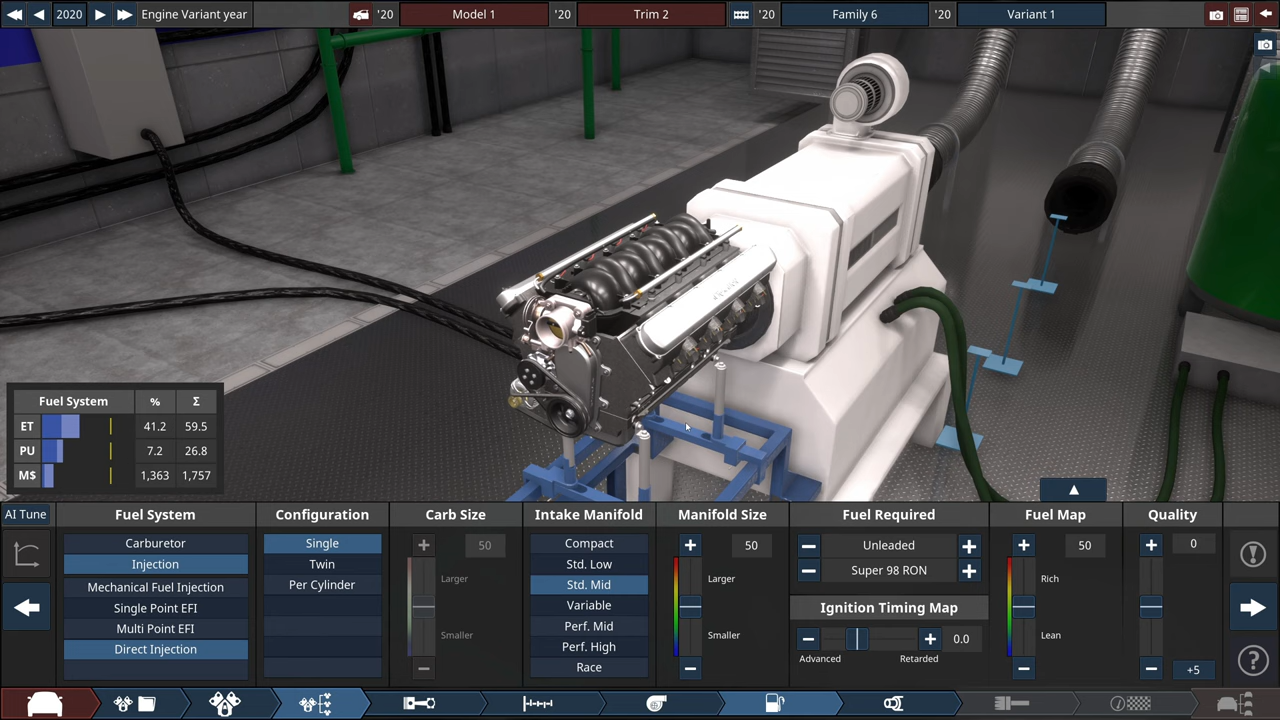 2020 Engine Variant year '20 Model 1 '20 Trim 2 '20 Family 6 '20 Variant 1
Fuel System % Σ
ET 41.2 59.5
PU 7.2 26.8
M$ 1,363 1,757
AI Tune
Fuel System
Carburetor
Injection
Mechanical Fuel Injection
Single Point EFI
Multi Point EFI
Direct Injection
Configuration
Single
Twin
Per Cylinder
Carb Size
50
Larger
Smaller
Intake Manifold
Compact
Std. Low
Std. Mid
Variable
Perf. Mid
Perf. High
Race
Manifold Size
50
Larger
Smaller
Fuel Required
Unleaded
Super 98 RON
Ignition Timing Map
0.0
Advanced Retarded
Fuel Map
50
Rich
Lean
Quality
0
+5